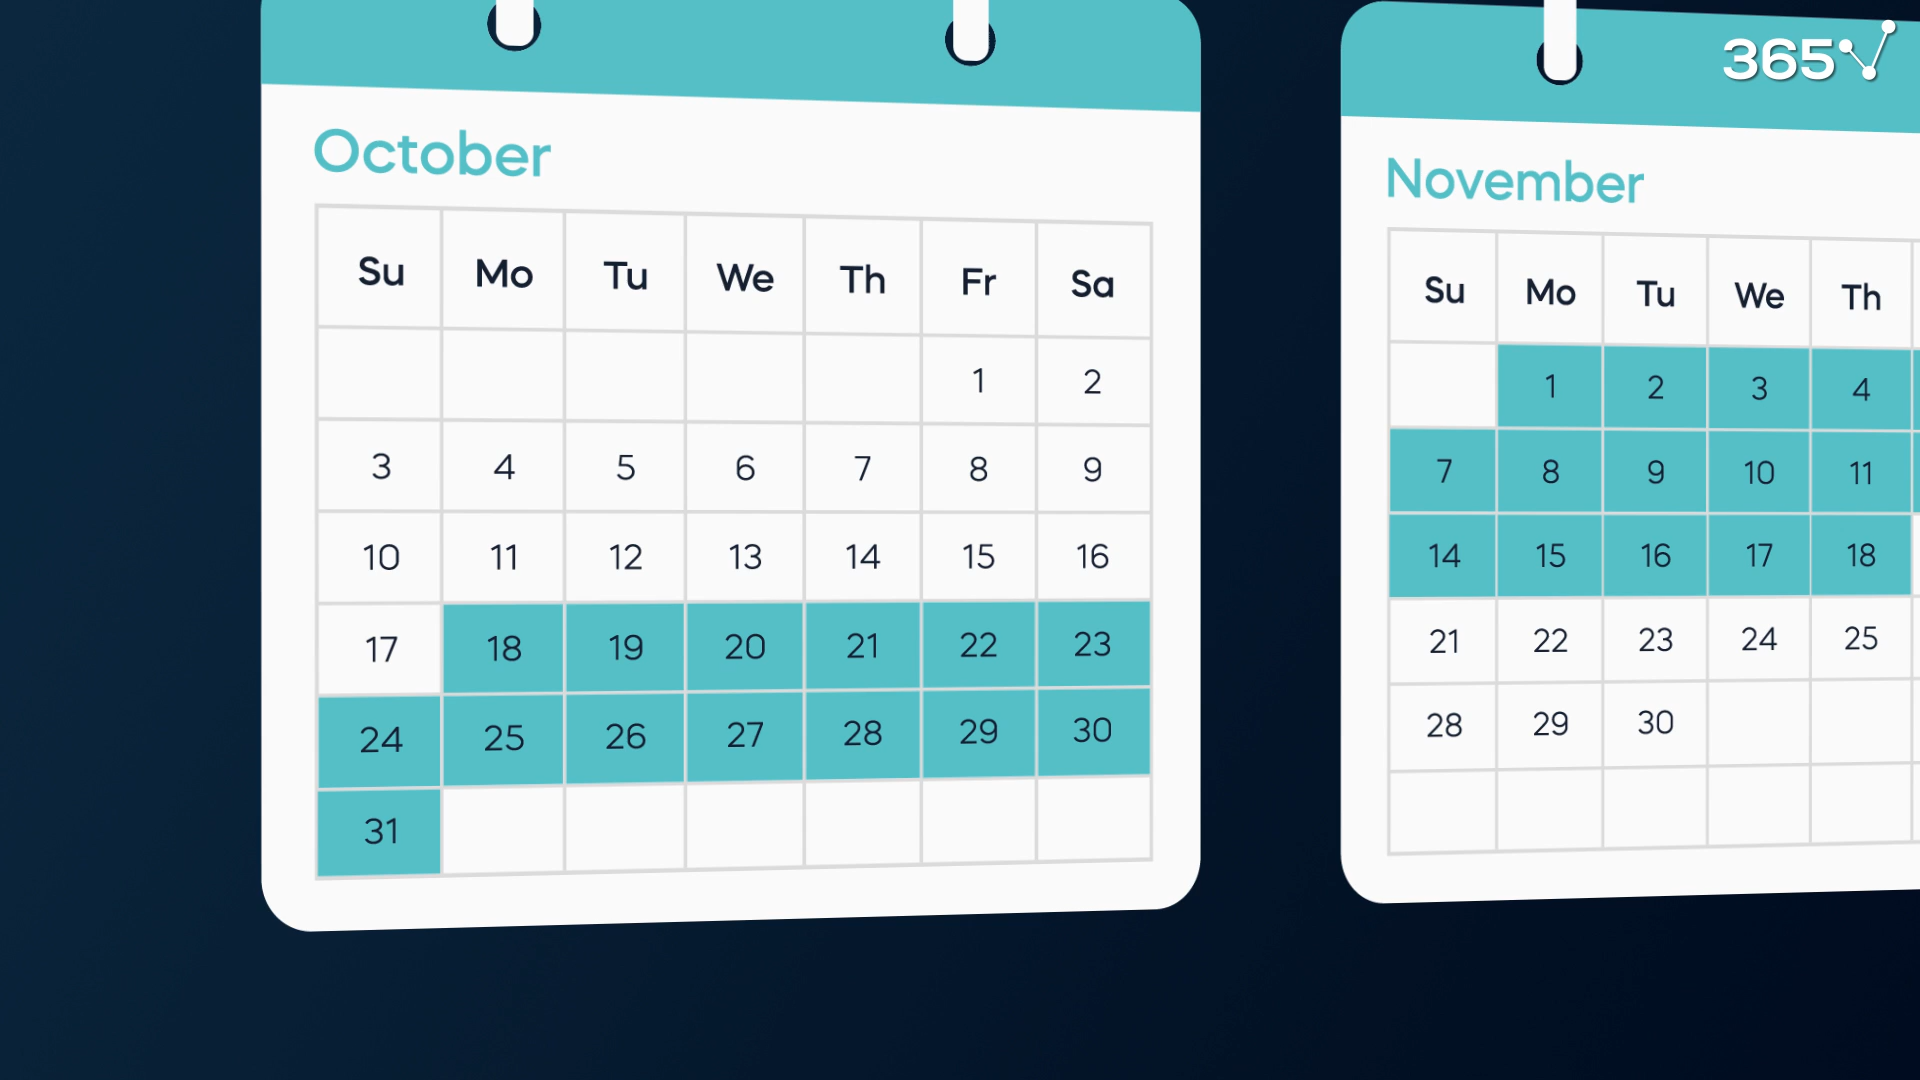 365
October
Su Mo Tu We Th Fr Sa
1 2
3 4 5 6 7 8 9
10 11 12 13 14 15 16
17 18 19 20 21 22 23
24 25 26 27 28 29 30
31
November
Su Mo Tu We Th
1 2 3 4
7 8 9 10 11
14 15 16 17 18
21 22 23 24 25
28 29 30